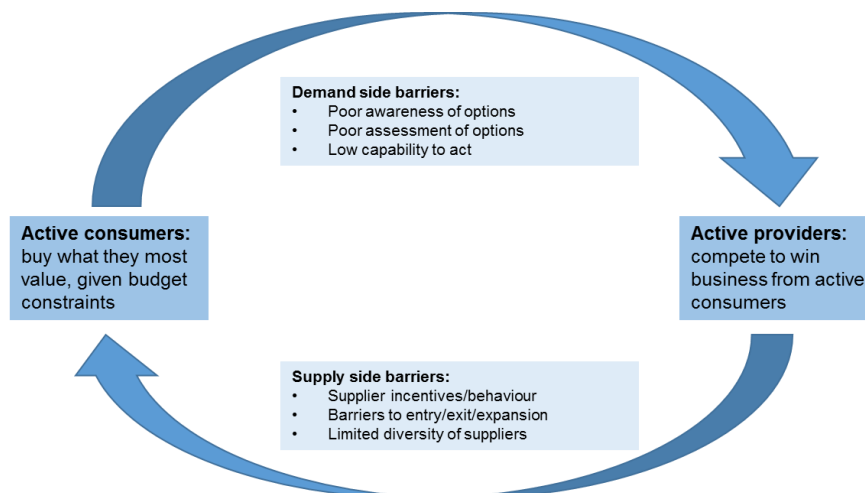 Demand side barriers:
• Poor awareness of options
• Poor assessment of options
• Low capability to act
Active consumers:
buy what they most
value, given budget
constraints
Active providers:
compete to win
business from active
consumers
Supply side barriers:
• Supplier incentives/behaviour
• Barriers to entry/exit/expansion
• Limited diversity of suppliers